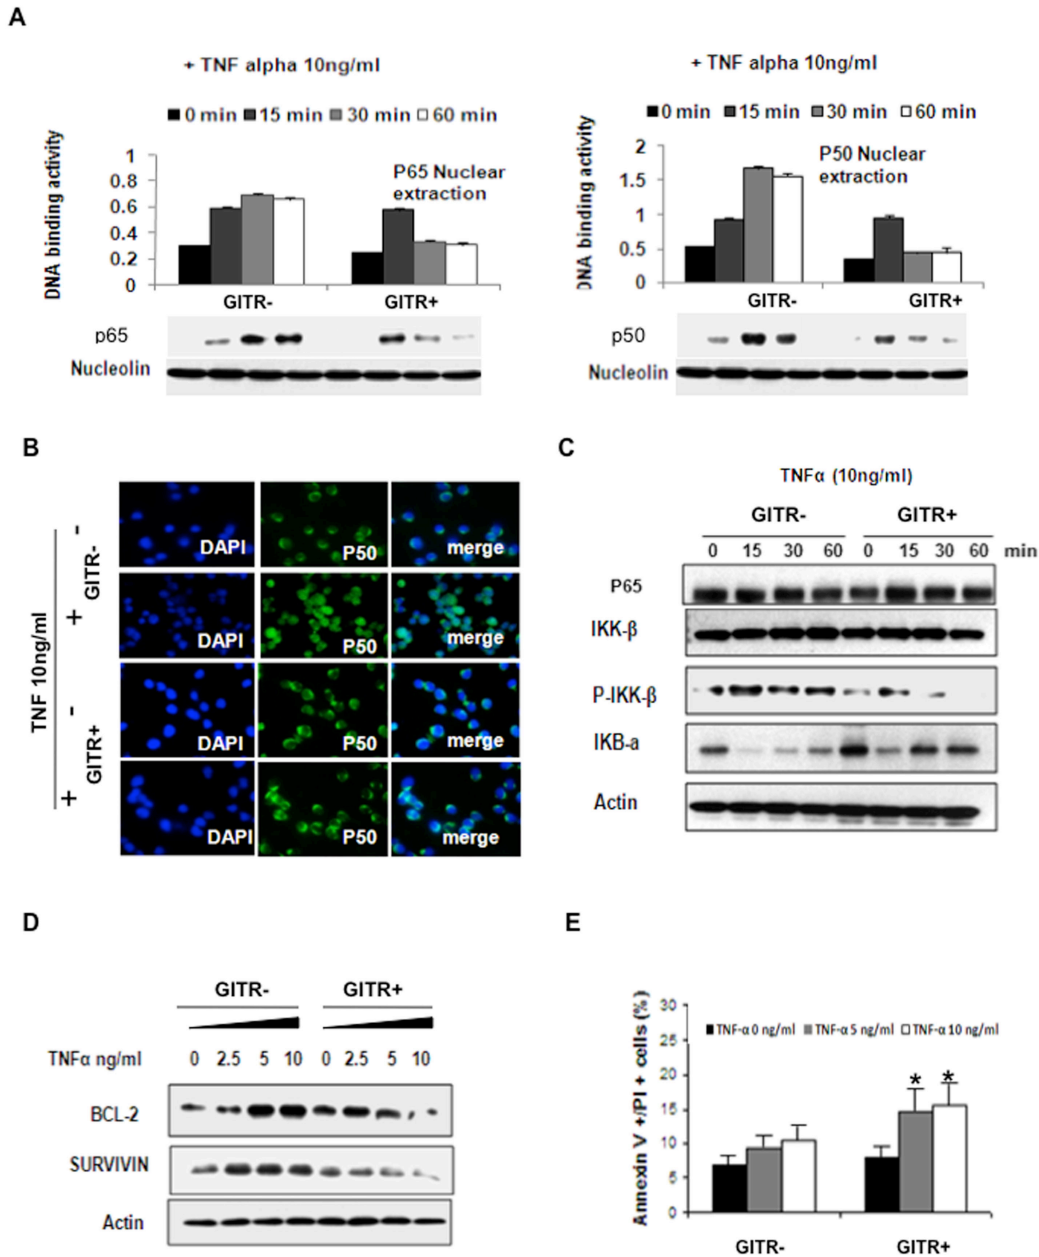 A
+ TNF alpha 10ng/ml
0 min 15 min 30 min 60 min
DNA binding activity
1
0.8
0.6
0.4
0.2
0
P65 Nuclear
extraction
GITR- GITR+
p65
Nucleolin
+ TNF alpha 10ng/ml
0 min 15 min 30 min 60 min
DNA binding activity
2
1.5
1
0.5
0
P50 Nuclear
extraction
GITR- GITR+
p50
Nucleolin
B
TNF 10ng/ml
GITR-
-
+
GITR+
-
+
DAPI P50 merge
DAPI P50 merge
DAPI P50 merge
DAPI P50 merge
C
TNFα (10ng/ml)
GITR- GITR+
0 15 30 60 0 15 30 60 min
P65
IKK-β
P-IKK-β
IKB-a
Actin
D
GITR- GITR+
TNFα ng/ml 0 2.5 5 10 0 2.5 5 10
BCL-2
SURVIVIN
Actin
E
Annexin V +/PI + cells (%)
30
25
20
15
10
5
0
TNF-α 0 ng/ml TNF-α 5 ng/ml TNF-α 10 ng/ml
* *
GITR- GITR+